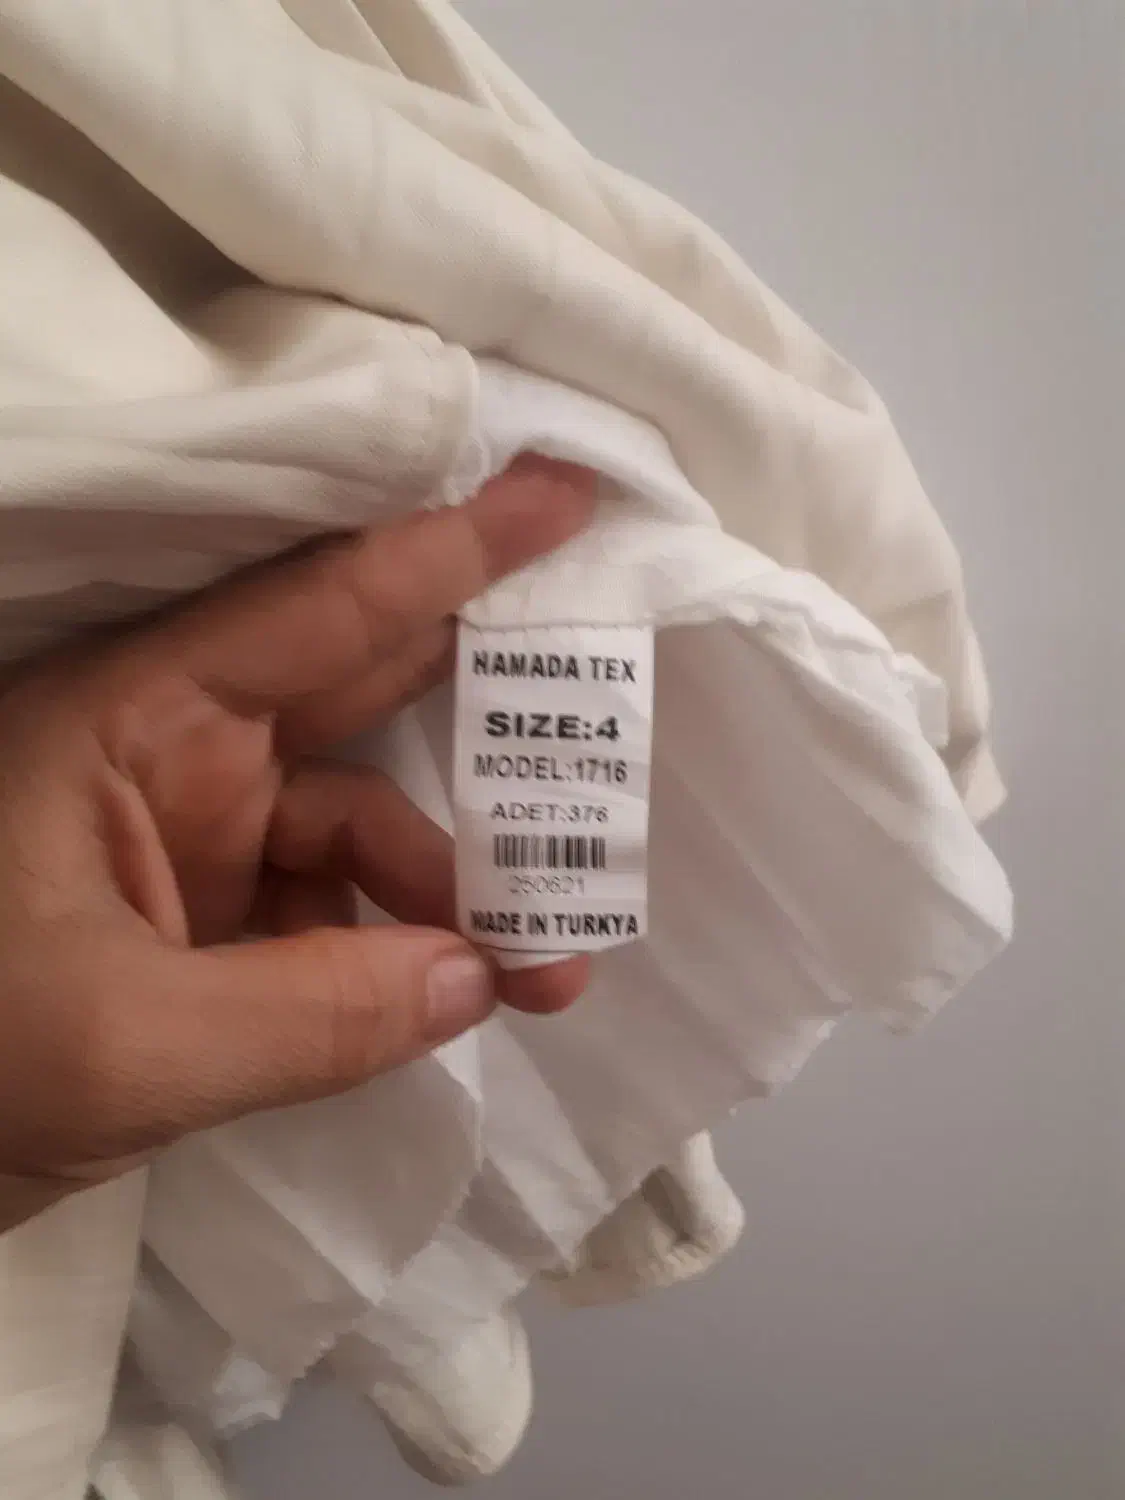 HAMADA TEX
SIZE:4
MODEL:1716
ADET:376
250621
MADE IN TURKYA